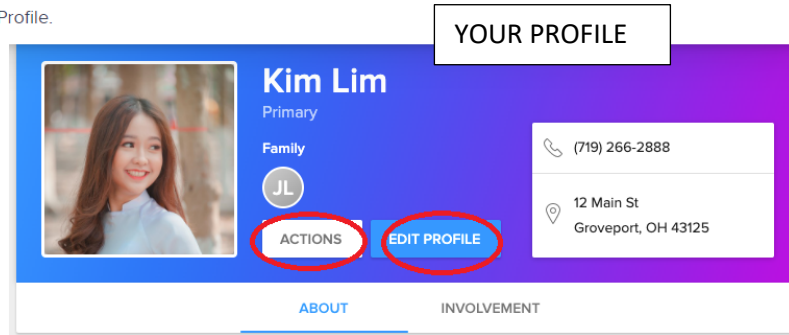 Profile.
YOUR PROFILE
Kim Lim
Primary
Family
JL
(719) 266-2888
12 Main St
Groveport, OH 43125
ACTIONS
EDIT PROFILE
ABOUT
INVOLVEMENT